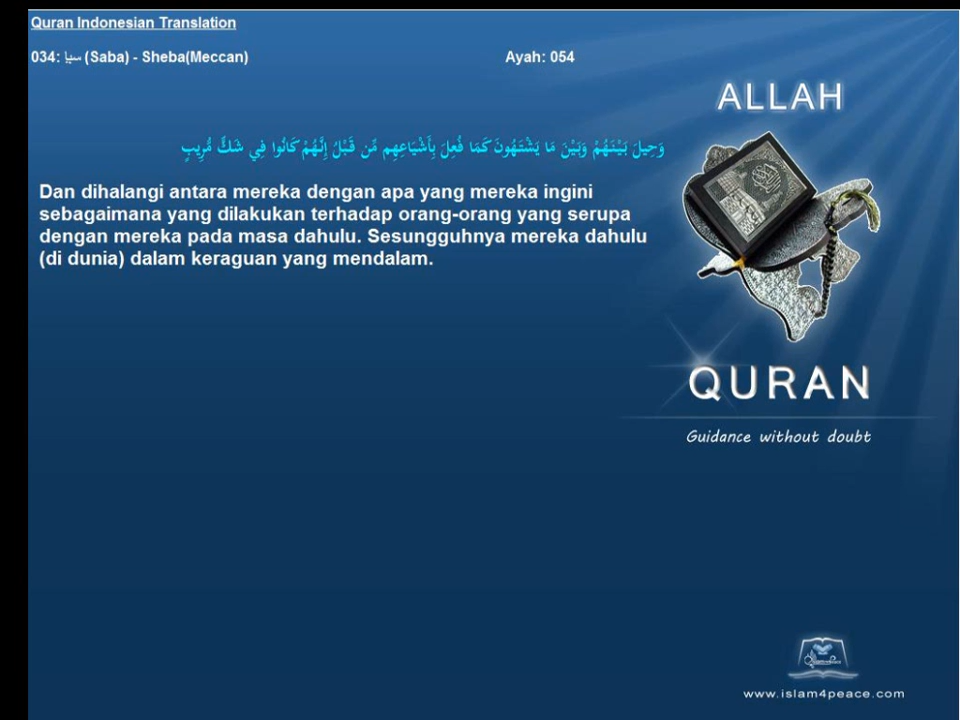 Quran Indonesian Translation
034: سبإ (Saba) - Sheba(Meccan) Ayah: 054
ALLAH
وَحِيلَ بَيْنَهُمْ وَبَيْنَ مَا يَشْتَهُونَ كَمَا فُعِلَ بِأَشْيَاعِهِم مِّن قَبْلُ إِنَّهُمْ كَانُوا فِي شَكٍّ مُّرِيبٍ
Dan dihalangi antara mereka dengan apa yang mereka ingini
sebagaimana yang dilakukan terhadap orang-orang yang serupa
dengan mereka pada masa dahulu. Sesungguhnya mereka dahulu
(di dunia) dalam keraguan yang mendalam.
QURAN
Guidance without doubt
www.islam4peace.com